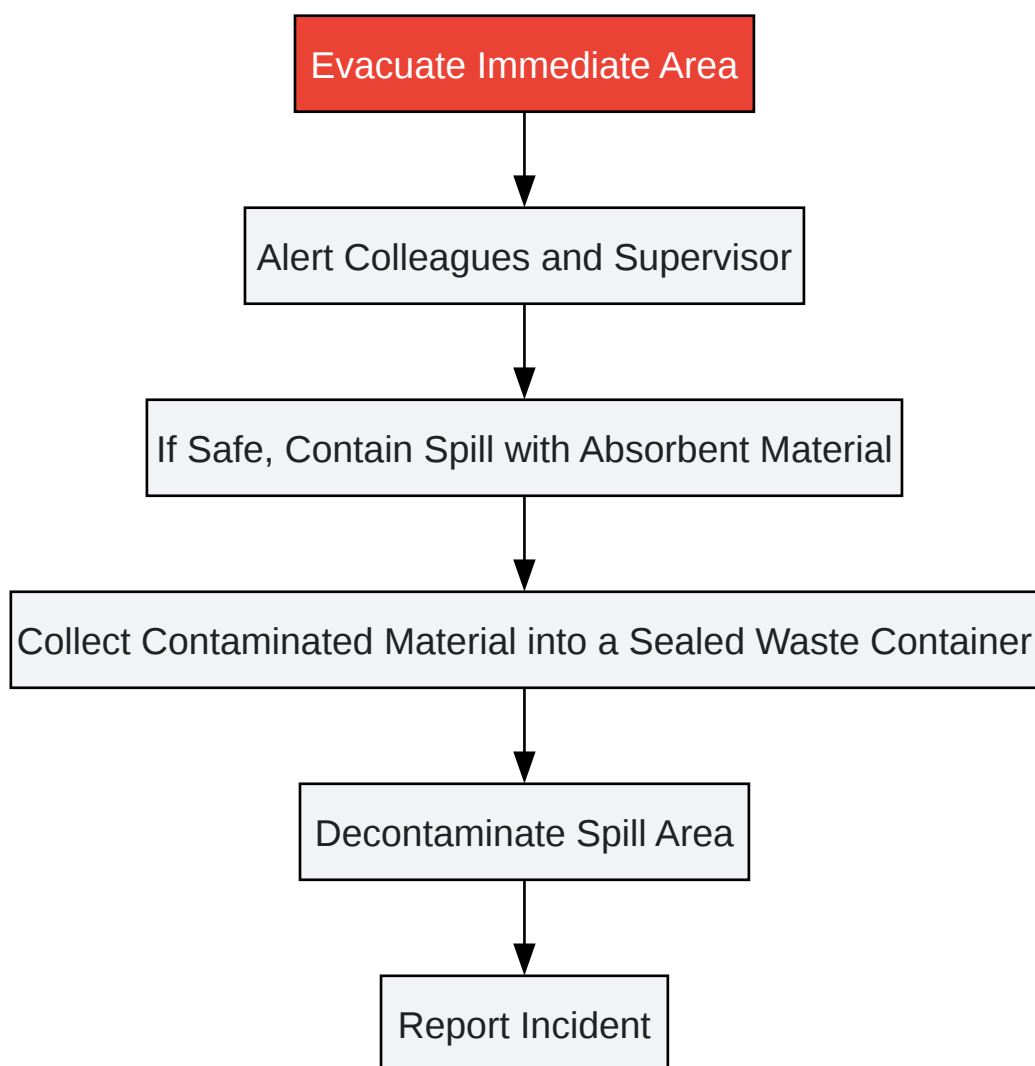 Evacuate Immediate Area
Alert Colleagues and Supervisor
If Safe, Contain Spill with Absorbent Material
Collect Contaminated Material into a Sealed Waste Container
Decontaminate Spill Area
Report Incident